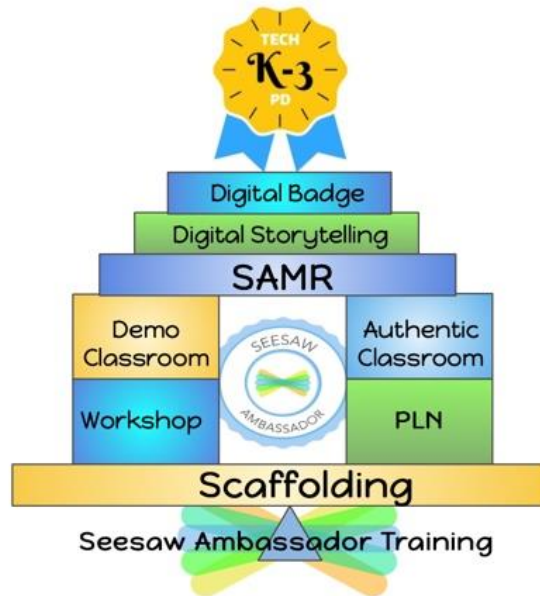 TECH
K-3
PD
Digital Badge
Digital Storytelling
SAMR
Demo
Classroom
SEESAW
AMBASSADOR
Authentic
Classroom
Workshop
PLN
Scaffolding
Seesaw Ambassador Training